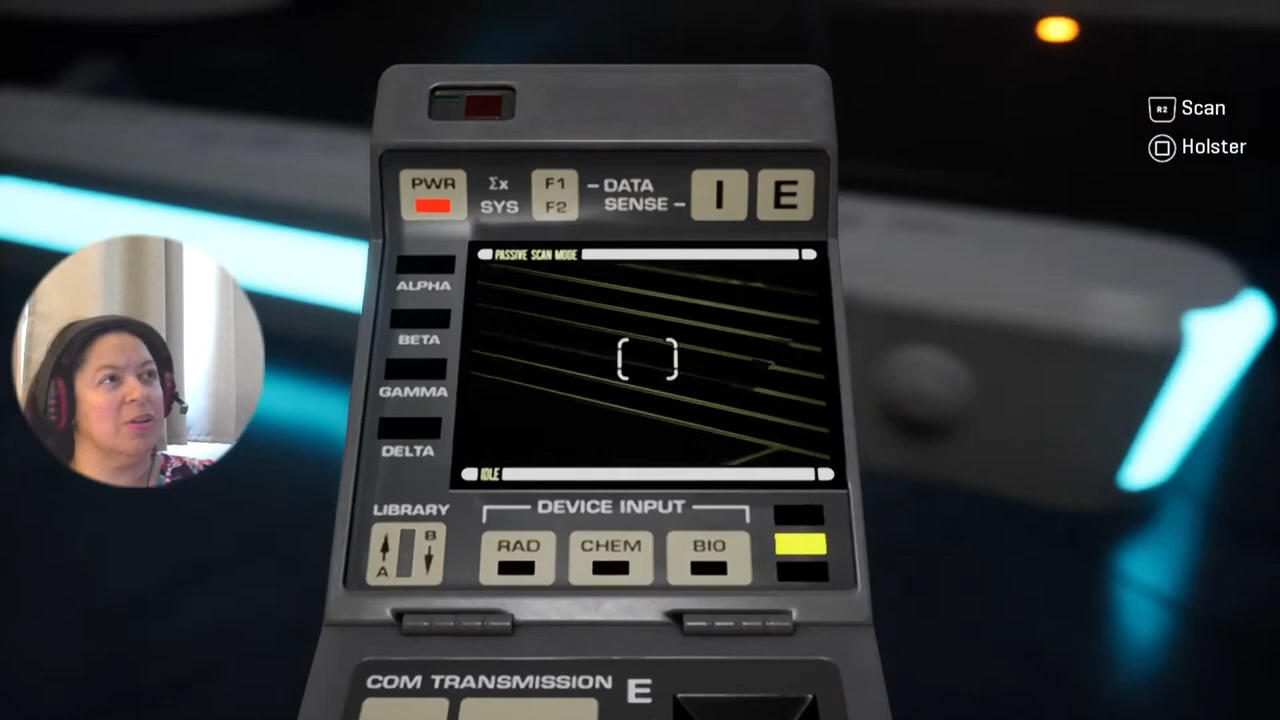 R2 Scan
Holster
PWR Σx F1 – DATA I E
SYS F2 SENSE –
PASSIVE SCAN MODE
ALPHA
BETA
GAMMA
DELTA
IDLE
LIBRARY
DEVICE INPUT
A B
RAD CHEM BIO
COM TRANSMISSION E